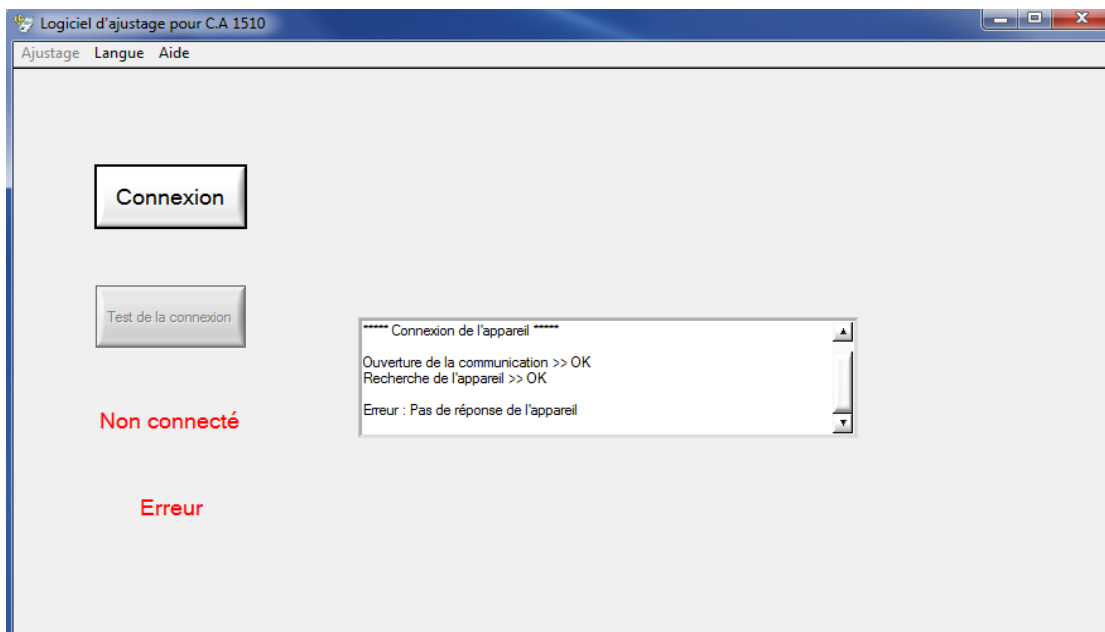 Logiciel d'ajustage pour C.A 1510
Ajustage Langue Aide
Connexion
Test de la connexion
***** Connexion de l'appareil *****
Ouverture de la communication >> OK
Recherche de l'appareil >> OK
Erreur : Pas de réponse de l'appareil
Non connecté
Erreur